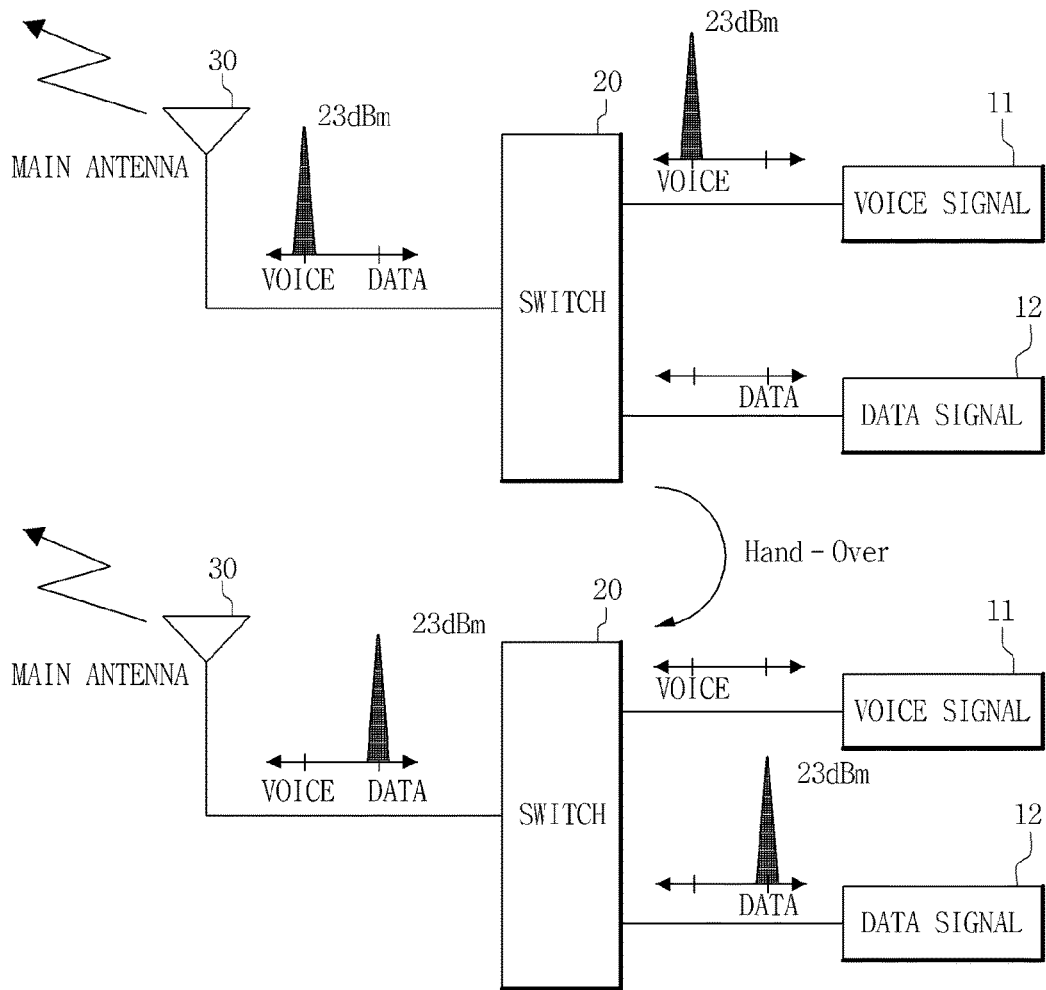 23dBm
30
20
11
23dBm
MAIN ANTENNA
VOICE
VOICE SIGNAL
VOICE DATA
SWITCH
12
DATA
DATA SIGNAL
Hand-Over
30
20
11
23dBm
MAIN ANTENNA
VOICE
VOICE SIGNAL
23dBm
VOICE DATA
SWITCH
12
DATA
DATA SIGNAL